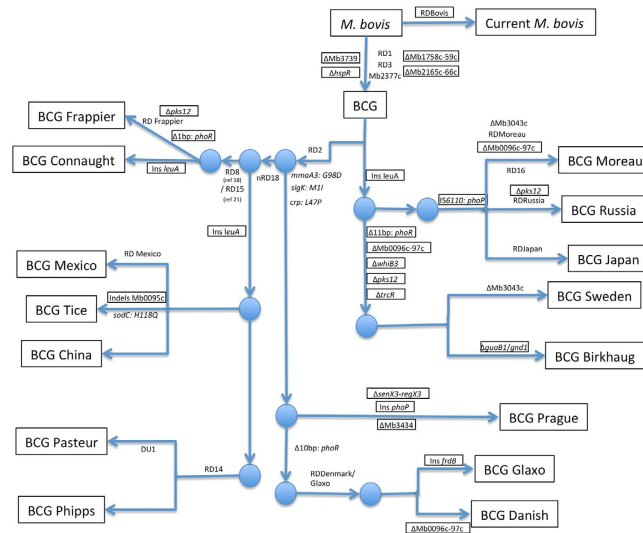 M. bovis
RDBovis
Current M. bovis
ΔMb3739
ΔhspR
RD1
RD3
Mb2377c
ΔMb1758c-59c
ΔMb2165c-66c
BCG
BCG Frappier
Δpks12
RD Frappier
Δ1bp: phoR
BCG Connaught
Ins leuA
RD8
(ref 18)
/ RD15
(ref 21)
nRD18
RD2
mmaA3: G98D
sigK: M1I
crp: L47P
Ins leuA
IS6110: phoP
ΔMb3043c
RDMoreau
ΔMb0096c-97c
RD16
BCG Moreau
Δpks12
RDRussia
BCG Russia
RDJapan
BCG Japan
Ins leuA
Δ11bp: phoR
ΔMb0096c-97c
ΔwhiB3
Δpks12
ΔtrcR
RD Mexico
BCG Mexico
Indels Mb0095c
BCG Tice
sodC: H118Q
BCG China
ΔMb3043c
BCG Sweden
ΔguaB1/gnd1
BCG Birkhaug
ΔsenX3-regX3
Ins phoP
ΔMb3434
BCG Prague
Δ10bp: phoR
BCG Pasteur
DU1
RD14
BCG Phipps
RDDenmark/
Glaxo
Ins frdB
BCG Glaxo
BCG Danish
ΔMb0096c-97c